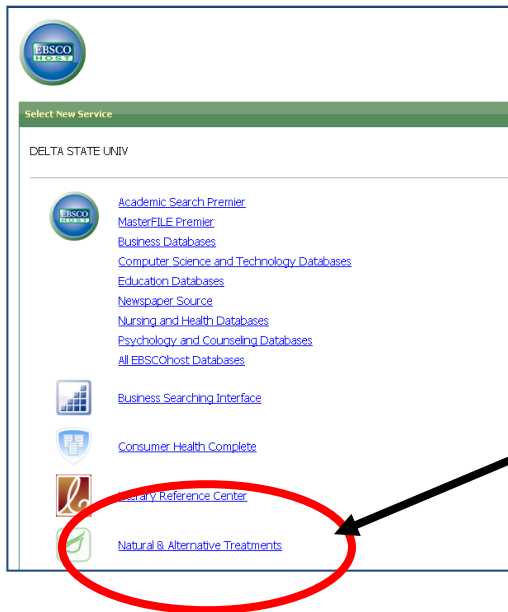 EBSCO
HOST
Select New Service
DELTA STATE UNIV
EBSCO
HOST
Academic Search Premier
MasterFILE Premier
Business Databases
Computer Science and Technology Databases
Education Databases
Newspaper Source
Nursing and Health Databases
Psychology and Counseling Databases
All EBSCOhost Databases
Business Searching Interface
Consumer Health Complete
Literary Reference Center
Natural & Alternative Treatments